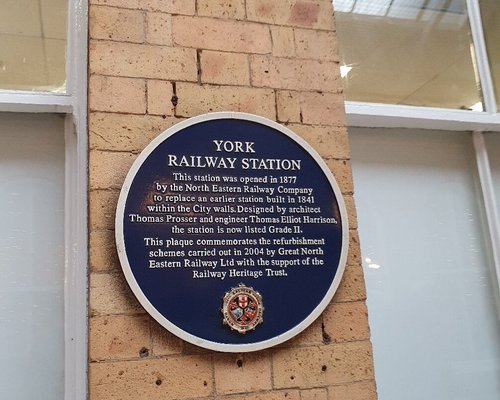 YORK
RAILWAY STATION
This station was opened in 1877
by the North Eastern Railway Company
to replace an earlier station built in 1841
within the City walls. Designed by architect
Thomas Prosser and engineer Thomas Elliot Harrison,
the station is now listed Grade II.
This plaque commemorates the refurbishment
schemes carried out in 2004 by Great North
Eastern Railway Ltd with the support of the
Railway Heritage Trust.